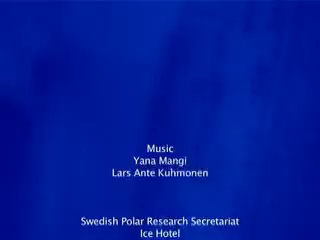 Music
Yana Mangi
Lars Ante Kuhmonen
Swedish Polar Research Secretariat
Ice Hotel